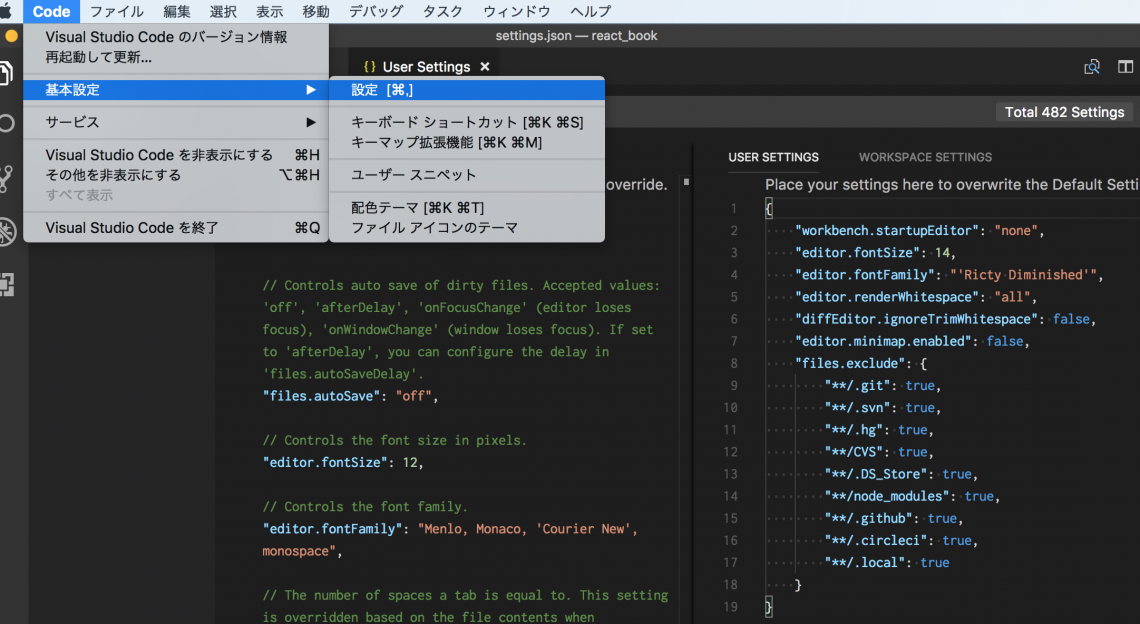 Code ファイル 編集 選択 表示 移動 デバッグ タスク ウィンドウ ヘルプ
settings.json — react_book
Visual Studio Code のバージョン情報
再起動して更新...
基本設定 ▶
サービス ▶
Visual Studio Code を非表示にする ⌘H
その他を非表示にする ⌥⌘H
すべて表示
Visual Studio Code を終了 ⌘Q
{} User Settings ×
設定 [⌘,]
キーボード ショートカット [⌘K ⌘S]
キーマップ拡張機能 [⌘K ⌘M]
ユーザー スニペット
配色テーマ [⌘K ⌘T]
ファイル アイコンのテーマ
Total 482 Settings
override.
// Controls auto save of dirty files. Accepted values:
'off', 'afterDelay', 'onFocusChange' (editor loses
focus), 'onWindowChange' (window loses focus). If set
to 'afterDelay', you can configure the delay in
'files.autoSaveDelay'.
"files.autoSave": "off",
// Controls the font size in pixels.
"editor.fontSize": 12,
// Controls the font family.
"editor.fontFamily": "Menlo, Monaco, 'Courier New',
monospace",
// The number of spaces a tab is equal to. This setting
is overridden based on the file contents when
USER SETTINGS WORKSPACE SETTINGS
Place your settings here to overwrite the Default Setti
1 {
2 "workbench.startupEditor": "none",
3 "editor.fontSize": 14,
4 "editor.fontFamily": "'Ricty Diminished'",
5 "editor.renderWhitespace": "all",
6 "diffEditor.ignoreTrimWhitespace": false,
7 "editor.minimap.enabled": false,
8 "files.exclude": {
9 "**/.git": true,
10 "**/.svn": true,
11 "**/.hg": true,
12 "**/CVS": true,
13 "**/.DS_Store": true,
14 "**/node_modules": true,
15 "**/.github": true,
16 "**/.circleci": true,
17 "**/.local": true
18 }
19 }